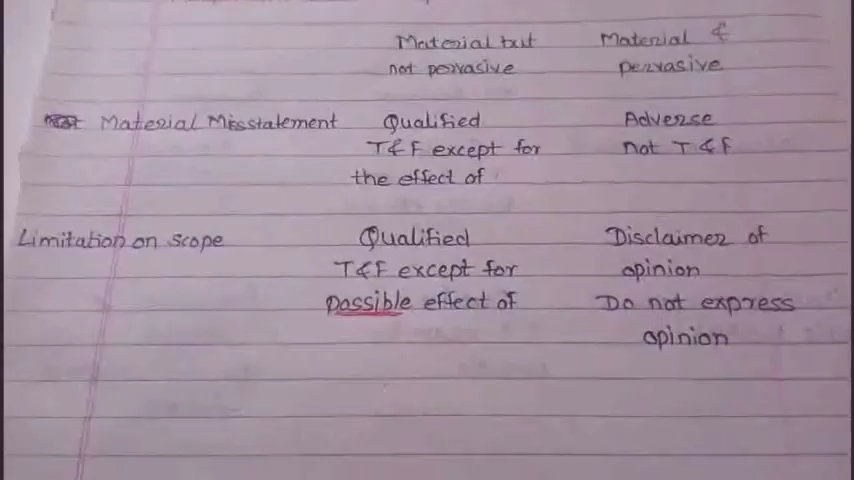 Material but Material &
not pervasive pervasive
Material Misstatement Qualified Adverse
T&F except for not T & F
the effect of
Limitation on scope Qualified Disclaimer of
T&F except for opinion
possible effect of Do not express
opinion